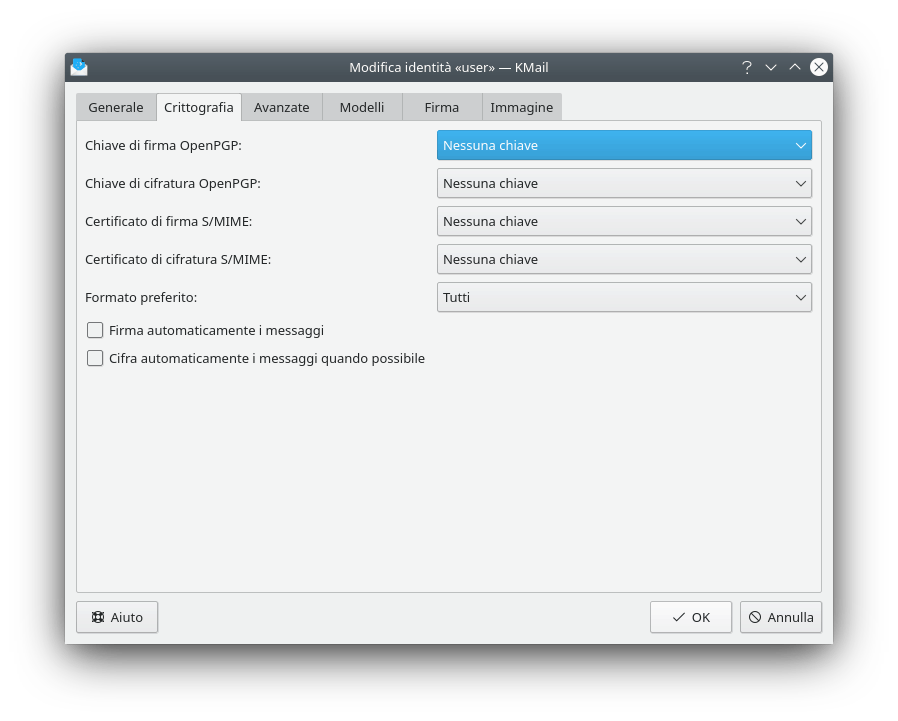 Modifica identità «user» — KMail
Generale Crittografia Avanzate Modelli Firma Immagine
Chiave di firma OpenPGP: Nessuna chiave
Chiave di cifratura OpenPGP: Nessuna chiave
Certificato di firma S/MIME: Nessuna chiave
Certificato di cifratura S/MIME: Nessuna chiave
Formato preferito: Tutti
Firma automaticamente i messaggi
Cifra automaticamente i messaggi quando possibile
Aiuto OK Annulla